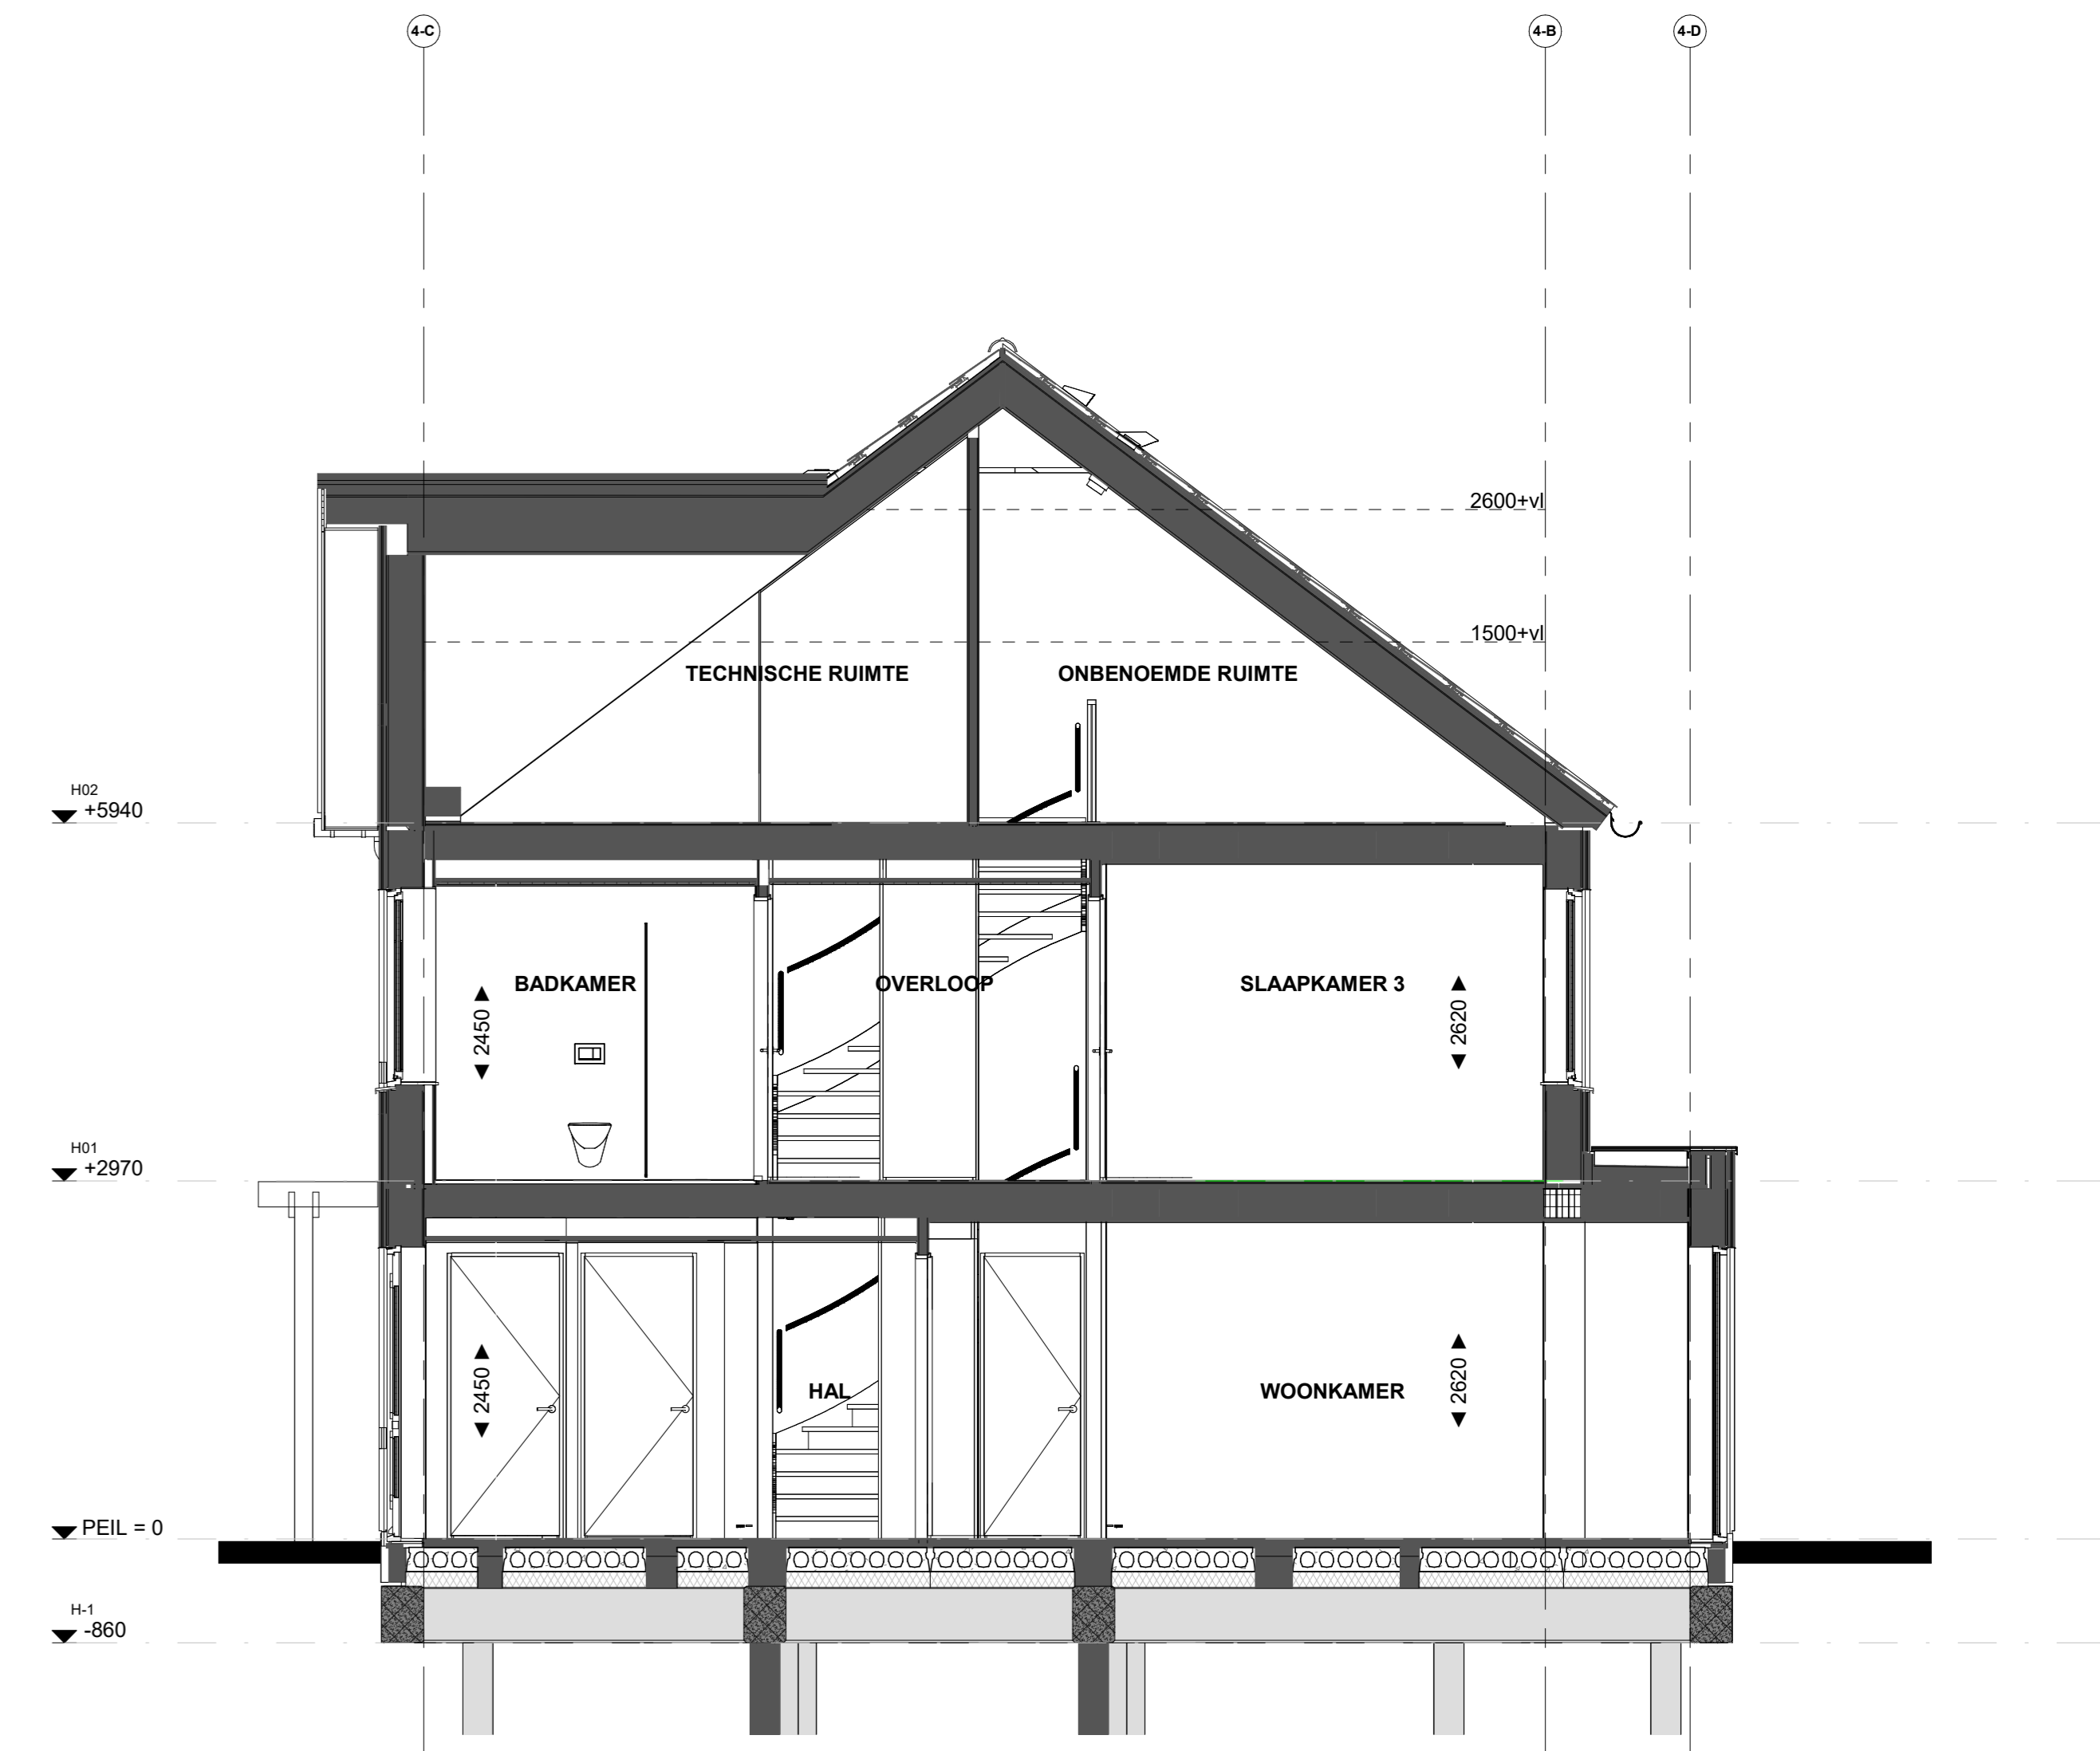 4-C
4-B
4-D
2600+vl
1500+vl
TECHNISCHE RUIMTE
ONBENOEMDE RUIMTE
H02
+5940
BADKAMER
OVERLOOP
SLAAPKAMER 3
2450
2620
H01
+2970
HAL
WOONKAMER
2450
2620
PEIL = 0
H-1
-860